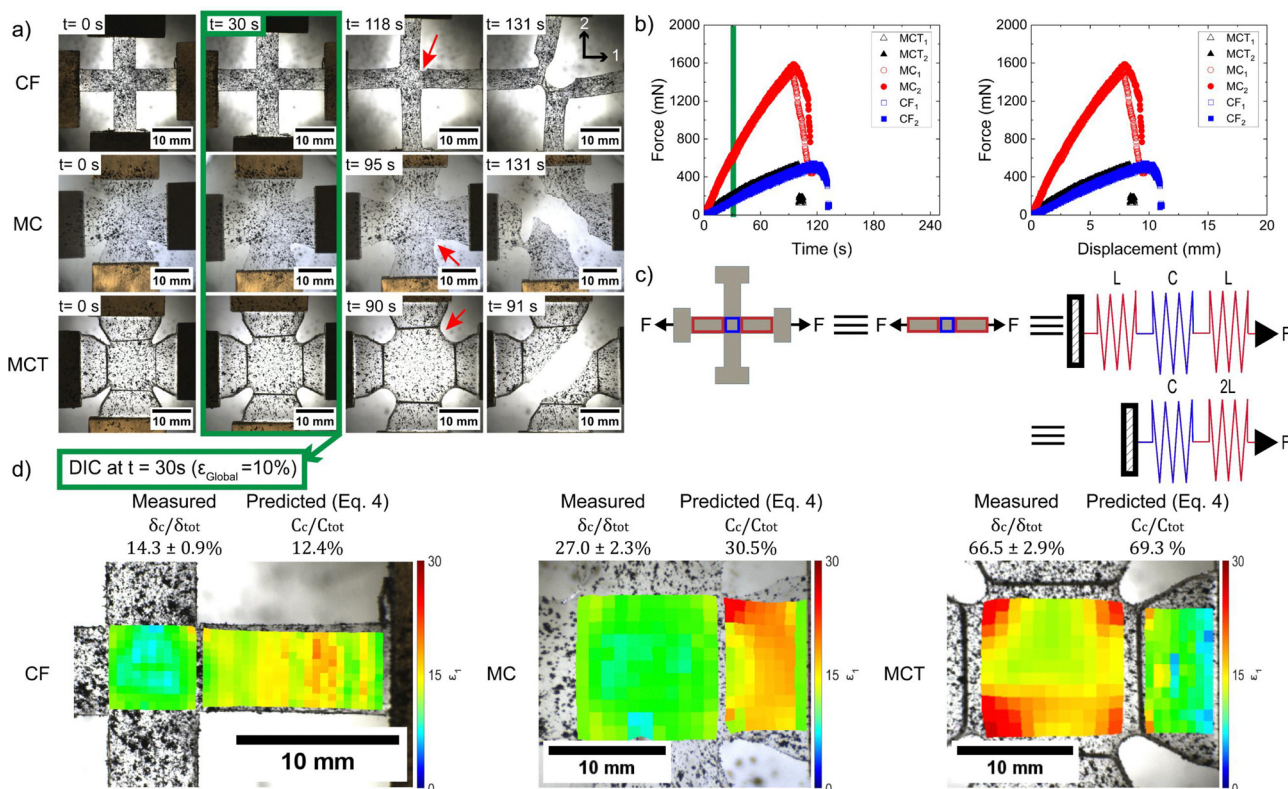 a)
t= 0 s
t= 30 s
t= 118 s
t= 131 s
2
1
CF
10 mm
10 mm
10 mm
10 mm
t= 0 s
t= 95 s
t= 131 s
MC
10 mm
10 mm
10 mm
10 mm
t= 0 s
t= 90 s
t= 91 s
MCT
10 mm
10 mm
10 mm
10 mm
DIC at t = 30s (ε_Global =10%)
b)
Force (mN)
2000
1600
1200
800
400
0
0 60 120 180 240
Time (s)
MCT₁
MCT₂
MC₁
MC₂
CF₁
CF₂
Force (mN)
2000
1600
1200
800
400
0
0 5 10 15 20
Displacement (mm)
MCT₁
MCT₂
MC₁
MC₂
CF₁
CF₂
c)
F F
F F
L C L
F
C 2L
F
d)
Measured Predicted (Eq. 4)
δc/δtot Cc/Ctot
14.3 ± 0.9% 12.4%
CF
10 mm
30
15
0
ε₁
Measured Predicted (Eq. 4)
δc/δtot Cc/Ctot
27.0 ± 2.3% 30.5%
MC
10 mm
30
15
0
ε₁
Measured Predicted (Eq. 4)
δc/δtot Cc/Ctot
66.5 ± 2.9% 69.3 %
MCT
10 mm
30
15
0
ε₁